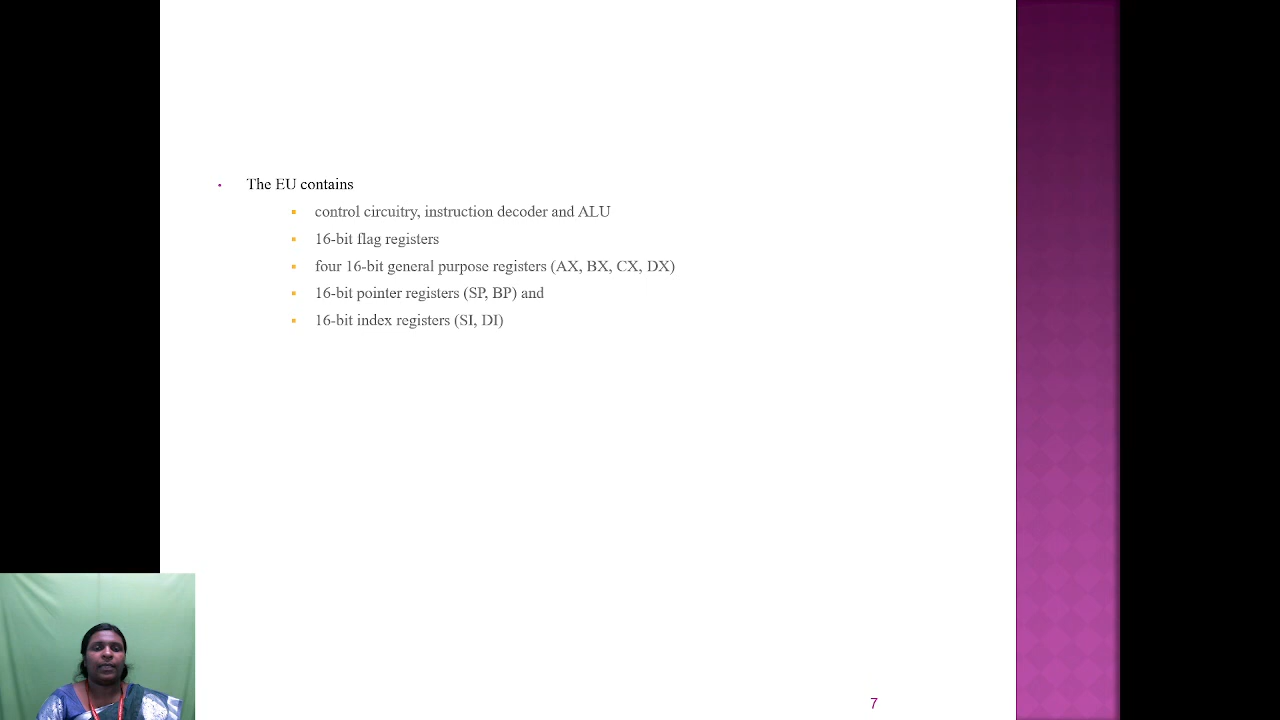 The EU contains
control circuitry, instruction decoder and ALU
16-bit flag registers
four 16-bit general purpose registers (AX, BX, CX, DX)
16-bit pointer registers (SP, BP) and
16-bit index registers (SI, DI)
7